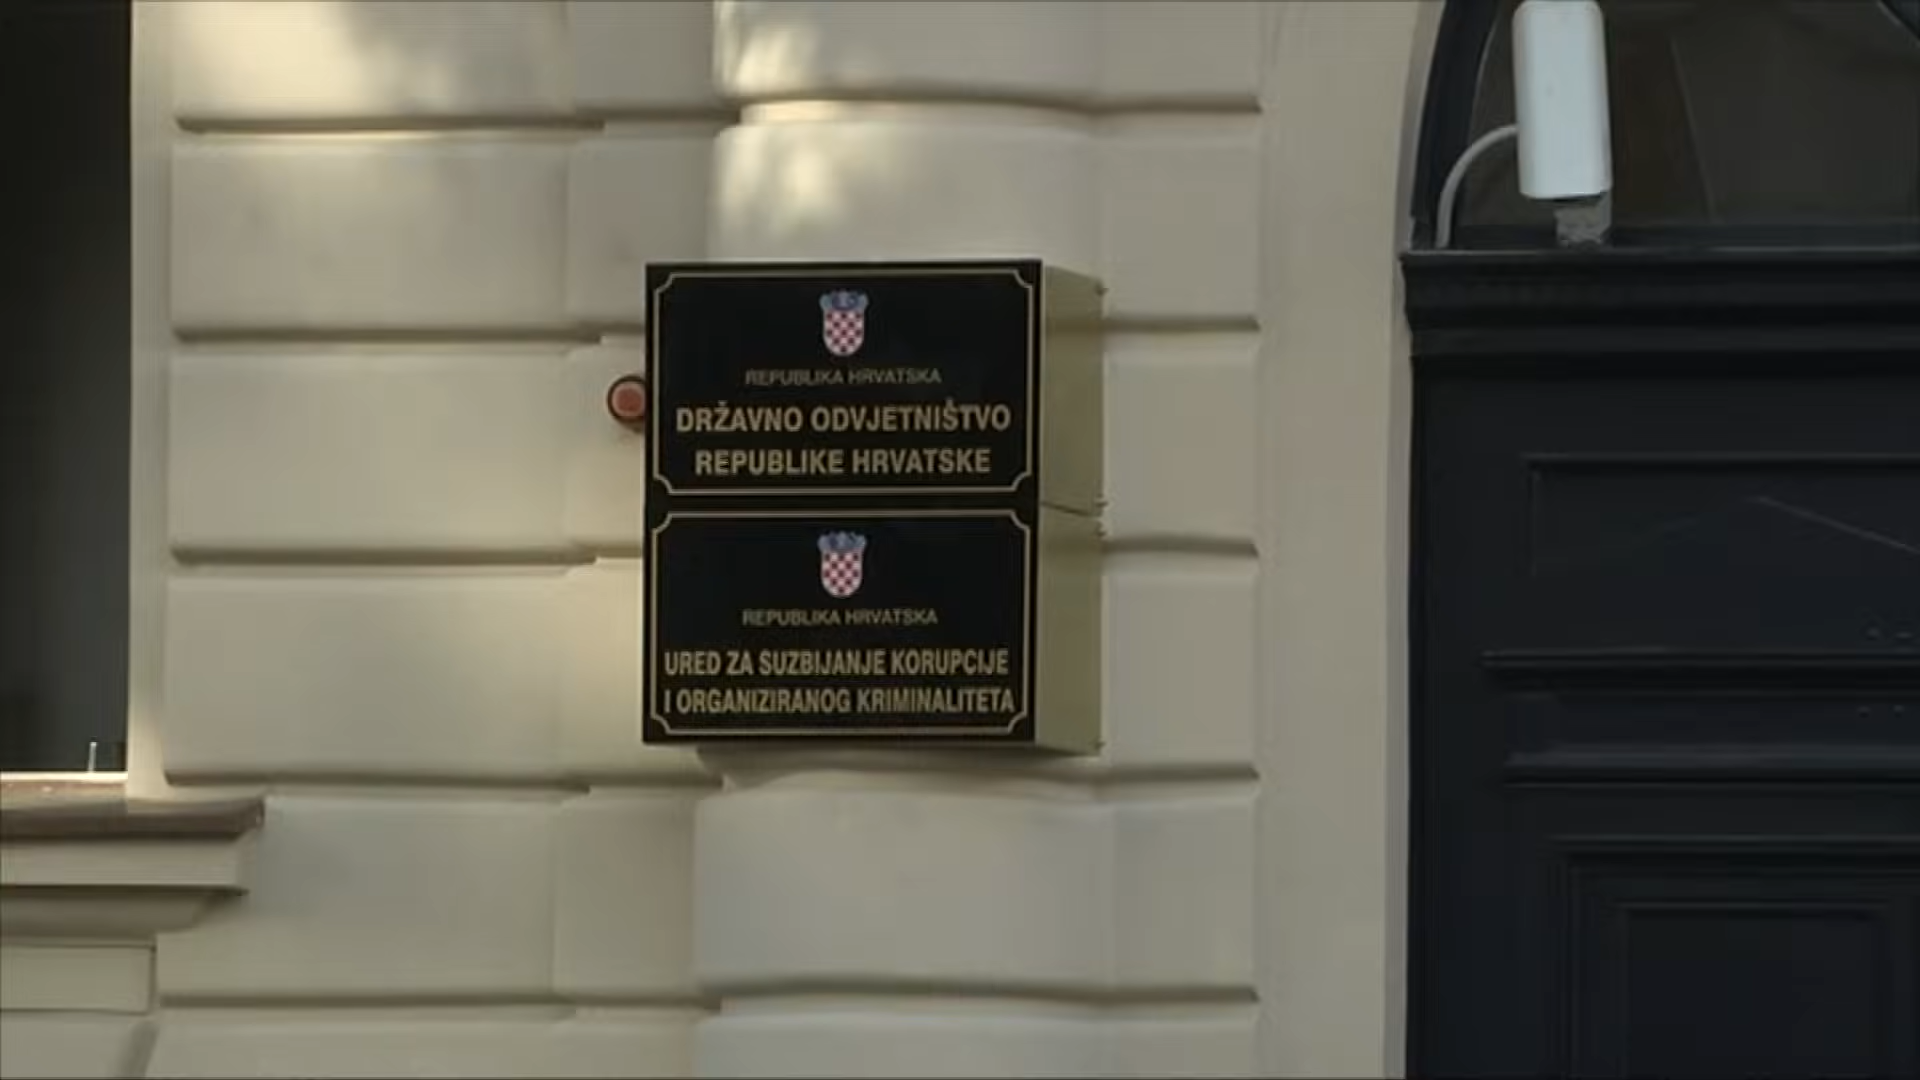 REPUBLIKA HRVATSKA
DRŽAVNO ODVJETNIŠTVO
REPUBLIKE HRVATSKE
REPUBLIKA HRVATSKA
URED ZA SUZBIJANJE KORUPCIJE
I ORGANIZIRANOG KRIMINALITETA